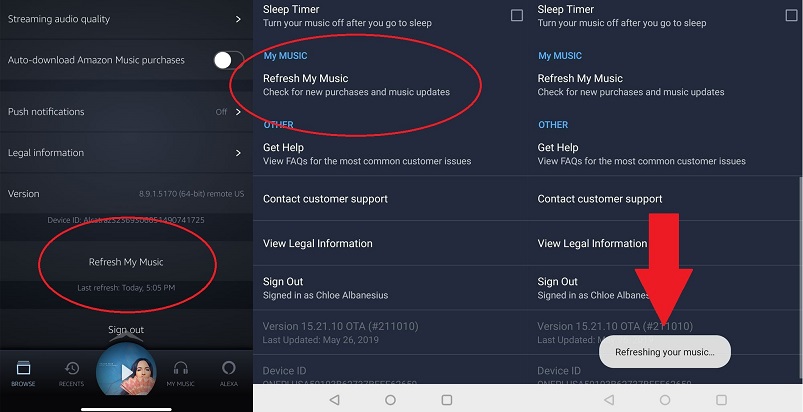 Streaming audio quality
Auto-download Amazon Music purchases
Push notifications
Off
Legal information
Version
8.9.1.5170 (64-bit) remote US
Device ID:
Refresh My Music
Last refresh: Today, 5:05 PM
Sign out
BROWSE
RECENTS
MY MUSIC
ALEXA
Sleep Timer
Turn your music off after you go to sleep
My MUSIC
Refresh My Music
Check for new purchases and music updates
OTHER
Get Help
View FAQs for the most common customer issues
Contact customer support
View Legal Information
Sign Out
Signed in as Chloe Albanesius
Version 15.21.10 OTA (#211010)
Last Updated: May 26, 2019
Device ID
Sleep Timer
Turn your music off after you go to sleep
My MUSIC
Refresh My Music
Check for new purchases and music updates
OTHER
Get Help
View FAQs for the most common customer issues
Contact customer support
View Legal Information
Sign Out
Signed in as Chloe Albanesius
Version 15.21.10 OTA (#211010)
Last Updated:
Refreshing your music...
Device ID